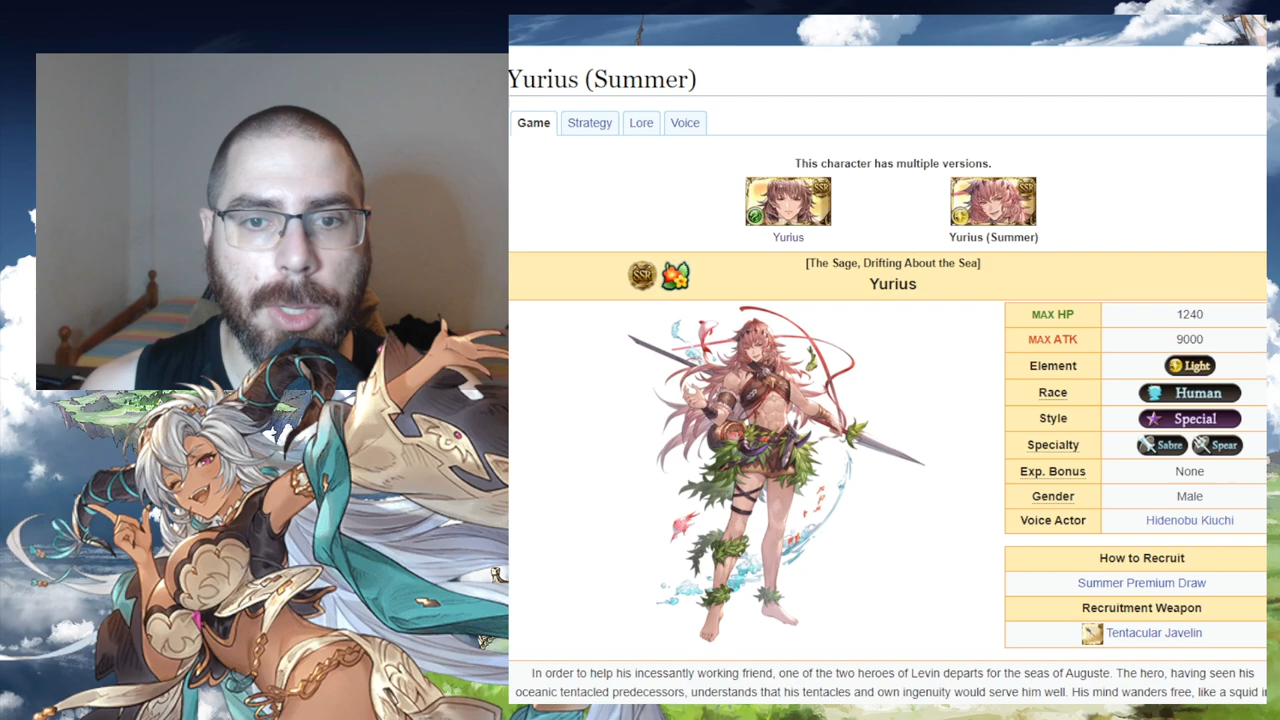 Yurius (Summer)
Game Strategy Lore Voice
This character has multiple versions.
SSR SSR
Yurius Yurius (Summer)
[The Sage, Drifting About the Sea]
SSR
Yurius
MAX HP 1240
MAX ATK 9000
Element Light
Race Human
Style Special
Specialty Sabre Spear
Exp. Bonus None
Gender Male
Voice Actor Hidenobu Kiuchi
How to Recruit
Summer Premium Draw
Recruitment Weapon
Tentacular Javelin
In order to help his incessantly working friend, one of the two heroes of Levin departs for the seas of Auguste. The hero, having seen his
oceanic tentacled predecessors, understands that his tentacles and own ingenuity would serve him well. His mind wanders free, like a squid